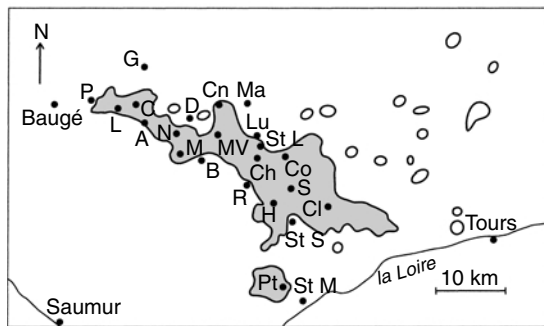 N
G
P
Baugé
L
C
A
D
Cn
Ma
N
M
MV
B
Lu
St L
Ch
Co
R
S
H
Cl
St S
Tours
la Loire
Pt
St M
10 km
Saumur